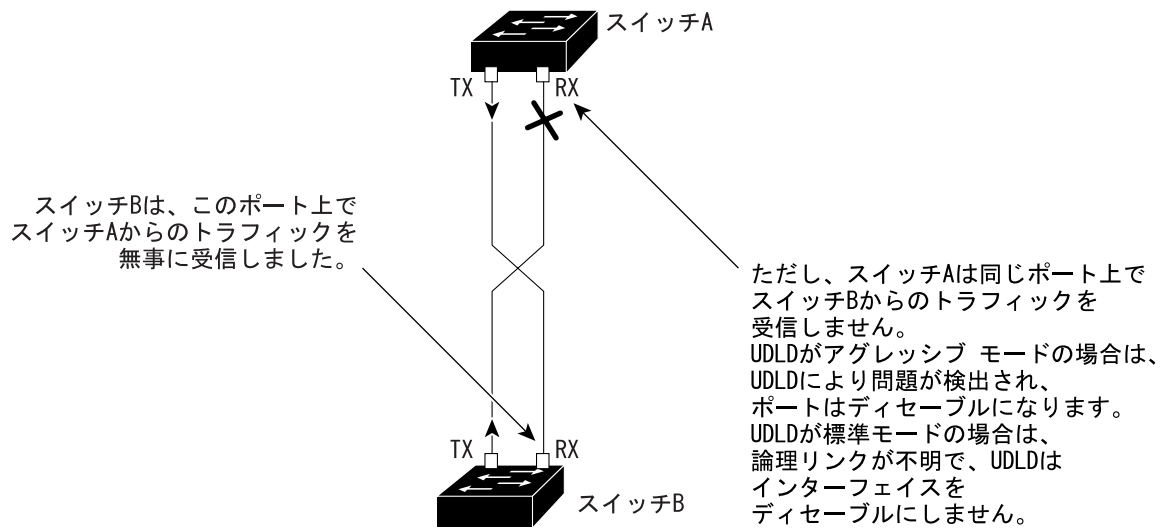 スイッチA
TX
RX
スイッチBは、このポート上で
スイッチAからのトラフィックを
無事に受信しました。
ただし、スイッチAは同じポート上で
スイッチBからのトラフィックを
受信しません。
UDLDがアグレッシブ モードの場合は、
UDLDにより問題が検出され、
ポートはディセーブルになります。
UDLDが標準モードの場合は、
論理リンクが不明で、UDLDは
インターフェイスを
ディセーブルにしません。
TX
RX
スイッチB